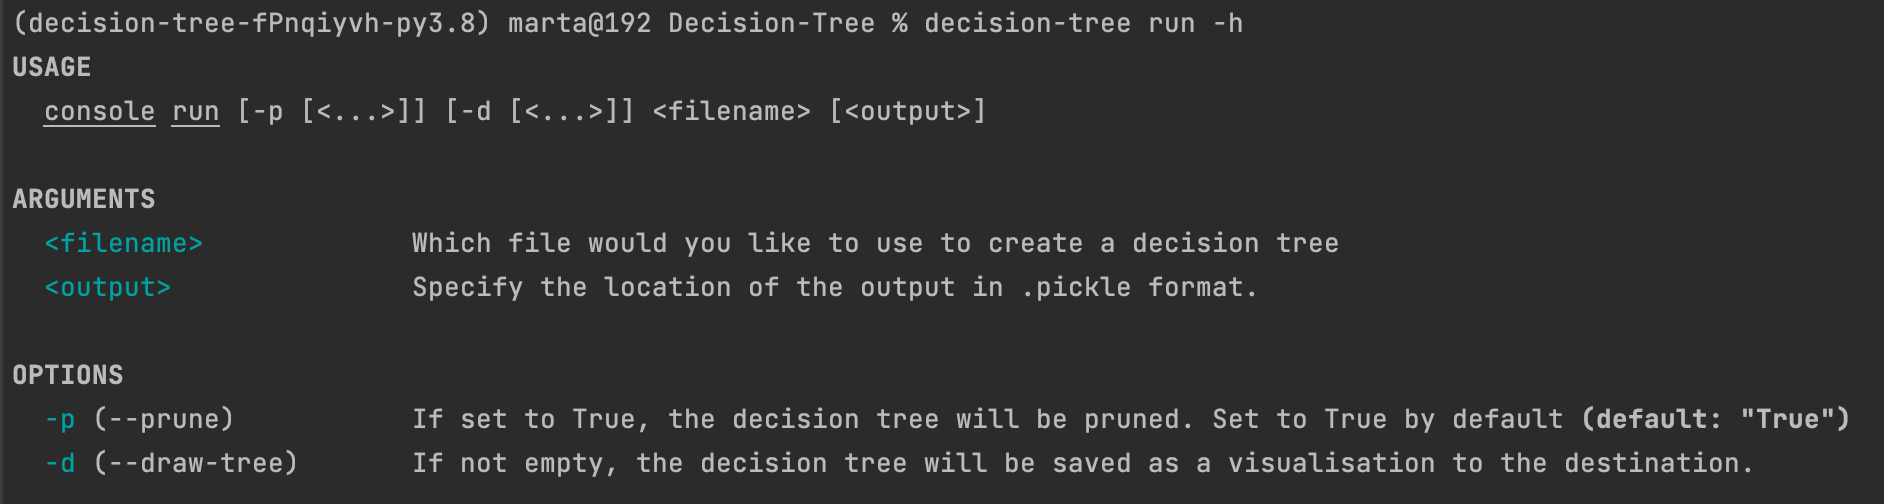 (decision-tree-fPnqiyvh-py3.8) marta@192 Decision-Tree % decision-tree run -h
USAGE
console run [-p [<...>]] [-d [<...>]] <filename> [<output>]
ARGUMENTS
<filename> Which file would you like to use to create a decision tree
<output> Specify the location of the output in .pickle format.
OPTIONS
-p (--prune) If set to True, the decision tree will be pruned. Set to True by default (default: "True")
-d (--draw-tree) If not empty, the decision tree will be saved as a visualisation to the destination.